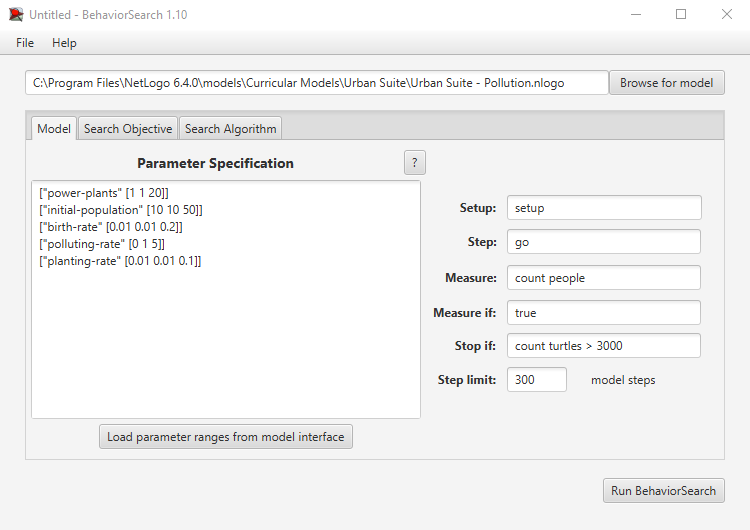 Untitled - BehaviorSearch 1.10
File Help
C:\Program Files\NetLogo 6.4.0\models\Curricular Models\Urban Suite\Urban Suite - Pollution.nlogo
Browse for model
Model Search Objective Search Algorithm
Parameter Specification
?
["power-plants" [1 1 20]]
["initial-population" [10 10 50]]
["birth-rate" [0.01 0.01 0.2]]
["polluting-rate" [0 1 5]]
["planting-rate" [0.01 0.01 0.1]]
Load parameter ranges from model interface
Setup: setup
Step: go
Measure: count people
Measure if: true
Stop if: count turtles > 3000
Step limit: 300 model steps
Run BehaviorSearch